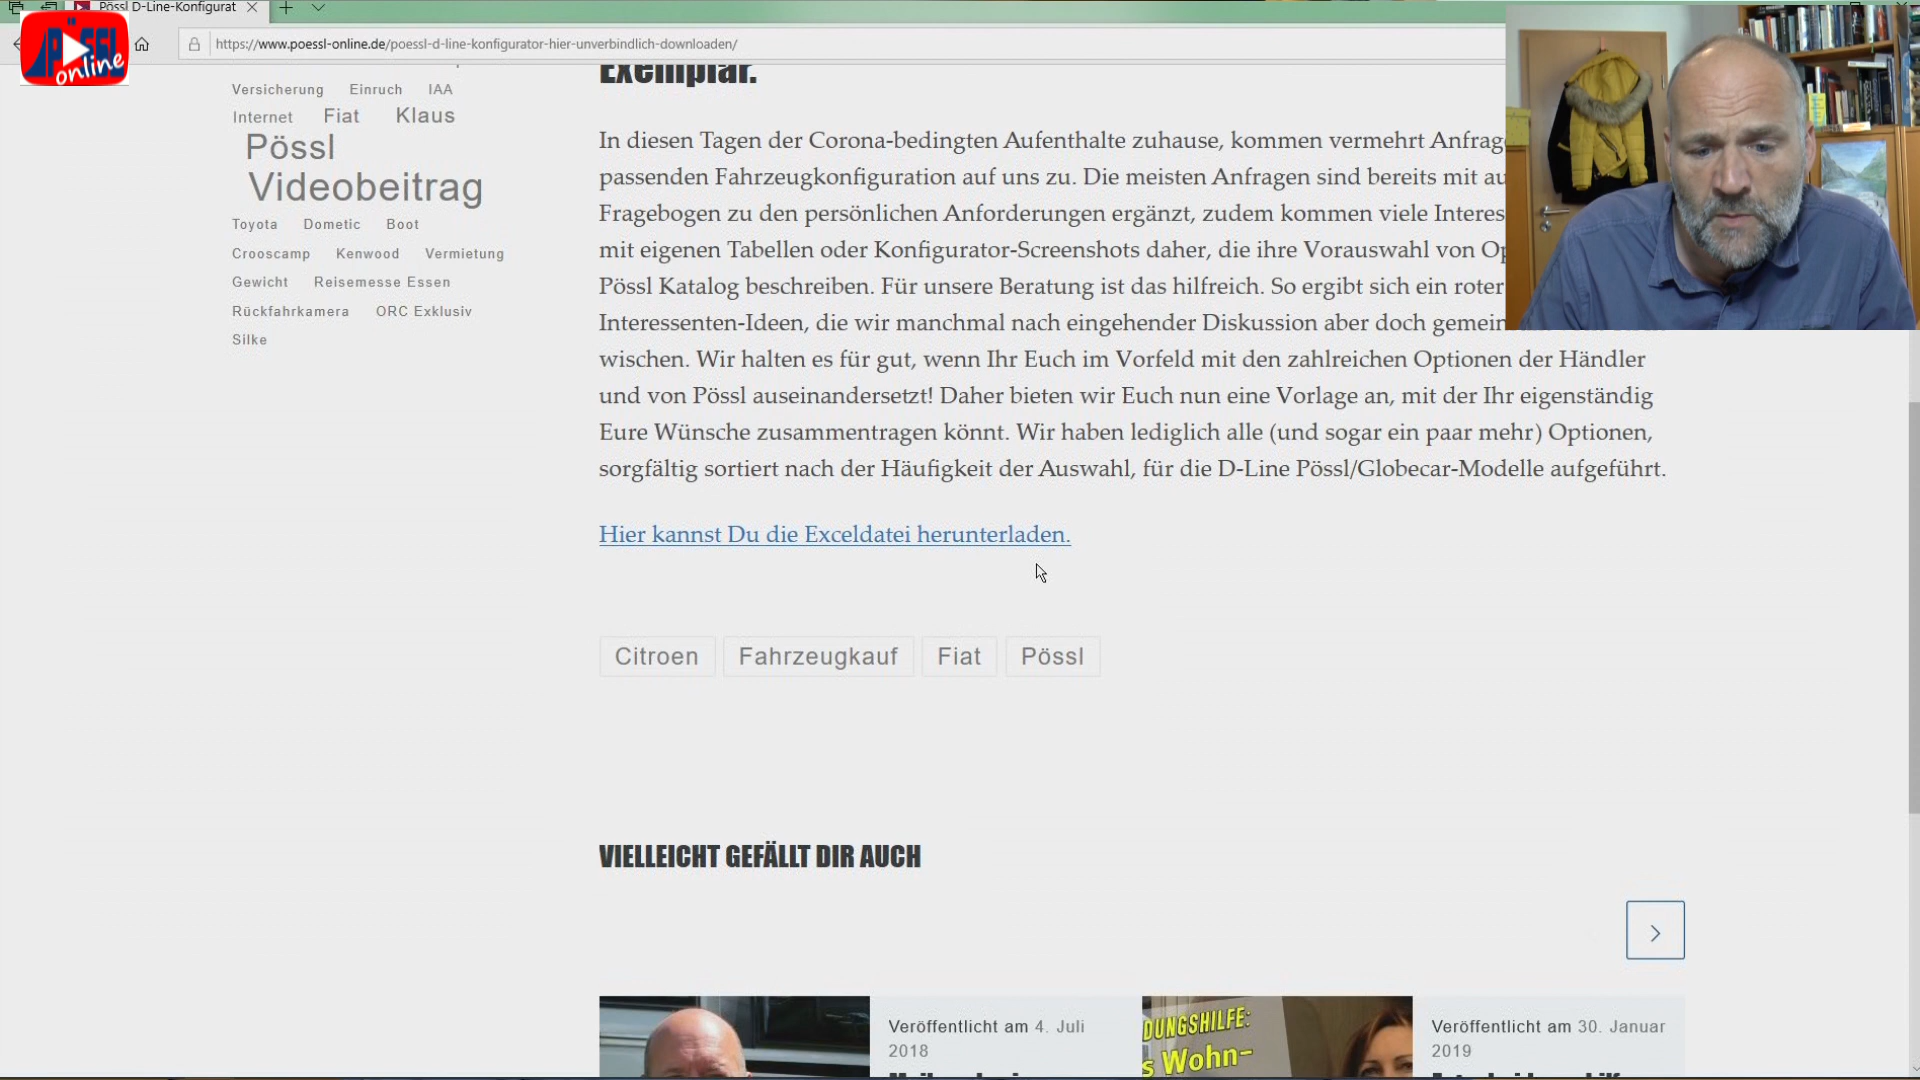 Pössl D-Line-Konfigurat
PÖSSL
online
https://www.poessl-online.de/poessl-d-line-konfigurator-hier-unverbindlich-downloaden/
Versicherung Einruch IAA
Internet Fiat Klaus
Pössl
Videobeitrag
Toyota Dometic Boot
Crooscamp Kenwood Vermietung
Gewicht Reisemesse Essen
Rückfahrkamera ORC Exklusiv
Silke
Exemplar.
In diesen Tagen der Corona-bedingten Aufenthalte zuhause, kommen vermehrt
passenden Fahrzeugkonfiguration auf uns zu. Die meisten Anfragen sind bereits mit
Fragebogen zu den persönlichen Anforderungen ergänzt, zudem kommen viele
mit eigenen Tabellen oder Konfigurator-Screenshots daher, die ihre Vorauswahl von
Pössl Katalog beschreiben. Für unsere Beratung ist das hilfreich. So ergibt sich ein roter
Interessenten-Ideen, die wir manchmal nach eingehender Diskussion aber doch
wischen. Wir halten es für gut, wenn Ihr Euch im Vorfeld mit den zahlreichen Optionen der Händler
und von Pössl auseinandersetzt! Daher bieten wir Euch nun eine Vorlage an, mit der Ihr eigenständig
Eure Wünsche zusammentragen könnt. Wir haben lediglich alle (und sogar ein paar mehr) Optionen,
sorgfältig sortiert nach der Häufigkeit der Auswahl, für die D-Line Pössl/Globecar-Modelle aufgeführt.
Hier kannst Du die Exceldatei herunterladen.
Citroen Fahrzeugkauf Fiat Pössl
VIELLEICHT GEFÄLLT DIR AUCH
Veröffentlicht am 4. Juli
2018
DUNGSHILFE:
s Wohn-
Veröffentlicht am 30. Januar
2019